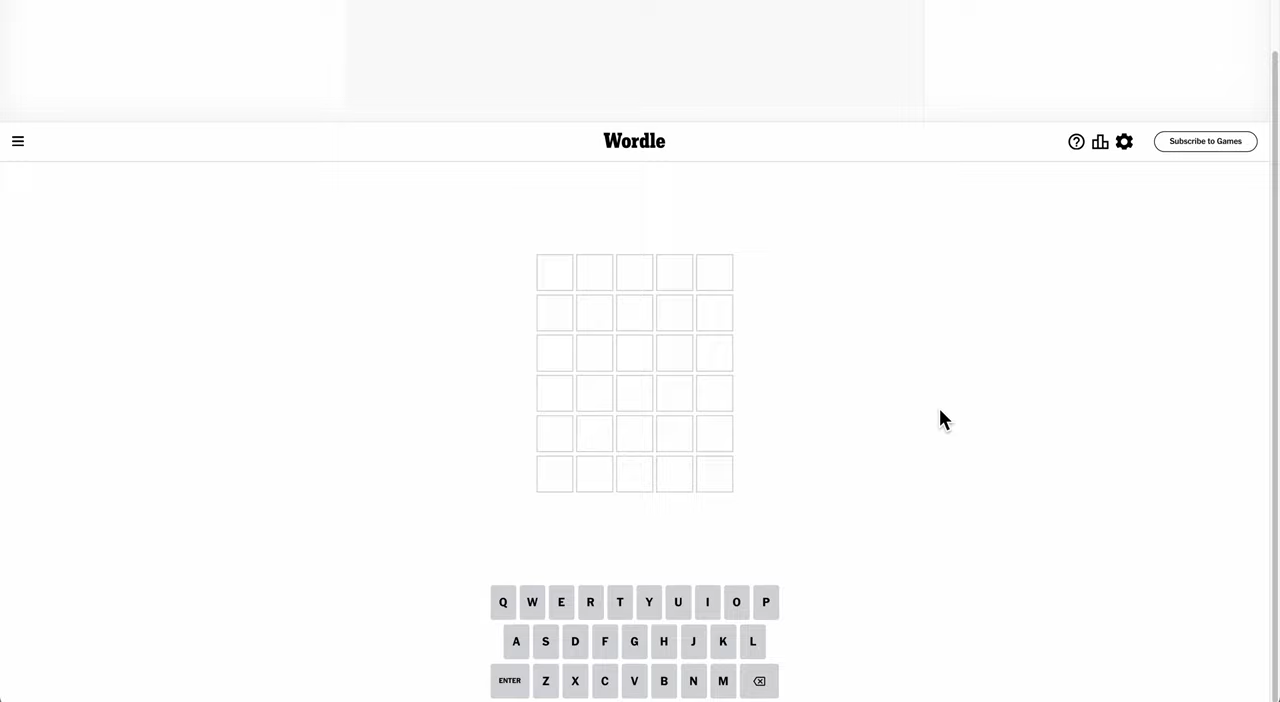 Wordle
Subscribe to Games
Q W E R T Y U I O P
A S D F G H J K L
ENTER Z X C V B N M